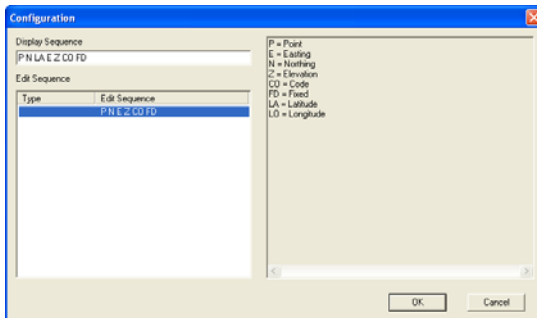 Configuration
Display Sequence
P N LA E Z CO FD
Edit Sequence
Type Edit Sequence
P N E Z CO FD
P = Point
E = Easting
N = Northing
Z = Elevation
CO = Code
FD = Fixed
LA = Latitude
LO = Longitude
OK Cancel